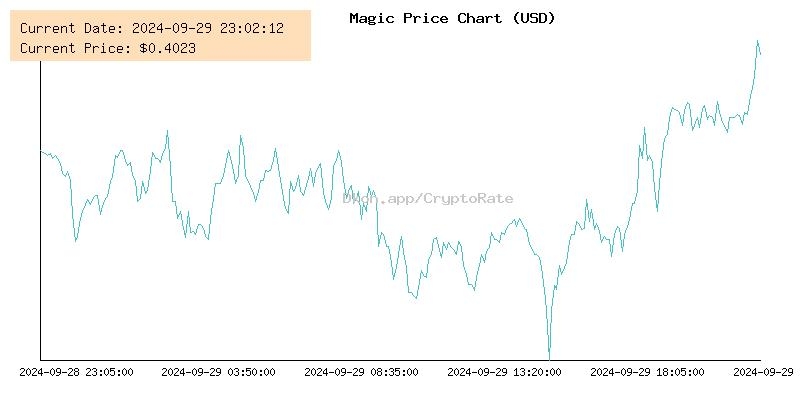 Magic Price Chart (USD)
Current Date: 2024-09-29 23:02:12
Current Price: $0.4023
Dkon.app/CryptoRate
2024-09-28 23:05:00
2024-09-29 03:50:00
2024-09-29 08:35:00
2024-09-29 13:20:00
2024-09-29 18:05:00
2024-09-29